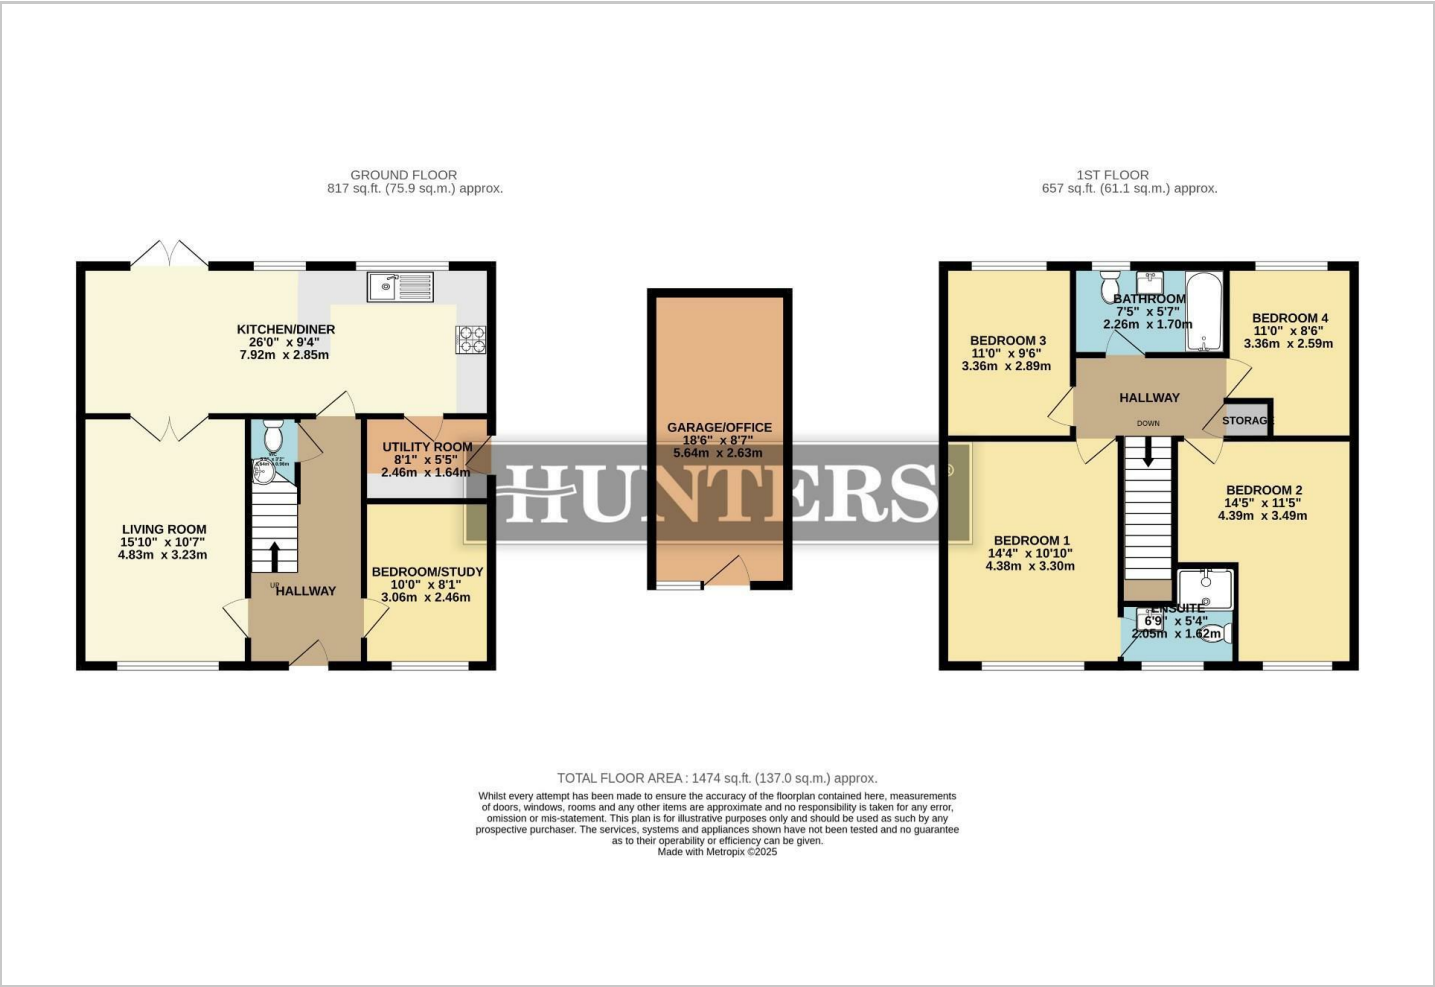 GROUND FLOOR
817 sq.ft. (75.9 sq.m.) approx.
1ST FLOOR
657 sq.ft. (61.1 sq.m.) approx.
KITCHEN/DINER
26'0" x 9'4"
7.92m x 2.85m
UTILITY ROOM
8'1" x 5'5"
2.46m x 1.64m
LIVING ROOM
15'10" x 10'7"
4.83m x 3.23m
BEDROOM/STUDY
10'0" x 8'1"
3.06m x 2.46m
UP
HALLWAY
GARAGE/OFFICE
18'6" x 8'7"
5.64m x 2.63m
HUNTERS®
BEDROOM 3
11'0" x 9'6"
3.36m x 2.89m
BATHROOM
7'5" x 5'7"
2.26m x 1.70m
BEDROOM 4
11'0" x 8'6"
3.36m x 2.59m
HALLWAY
DOWN
STORAGE
BEDROOM 1
14'4" x 10'10"
4.38m x 3.30m
BEDROOM 2
14'5" x 11'5"
4.39m x 3.49m
ENSUITE
6'9" x 5'4"
2.05m x 1.62m
TOTAL FLOOR AREA : 1474 sq.ft. (137.0 sq.m.) approx.
Whilst every attempt has been made to ensure the accuracy of the floorplan contained here, measurements
of doors, windows, rooms and any other items are approximate and no responsibility is taken for any error,
omission or mis-statement. This plan is for illustrative purposes only and should be used as such by any
prospective purchaser. The services, systems and appliances shown have not been tested and no guarantee
as to their operability or efficiency can be given.
Made with Metropix ©2025